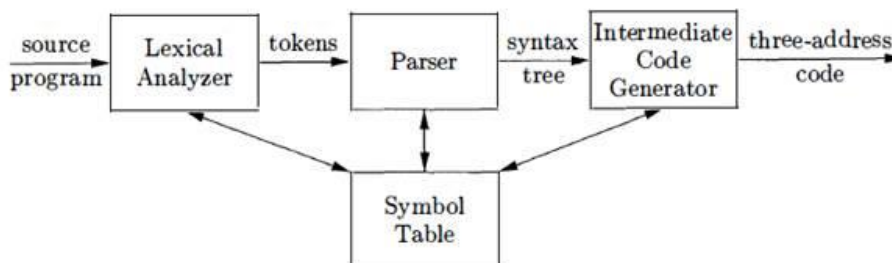 source
program
Lexical
Analyzer
tokens
Parser
syntax
tree
Intermediate
Code
Generator
three-address
code
Symbol
Table